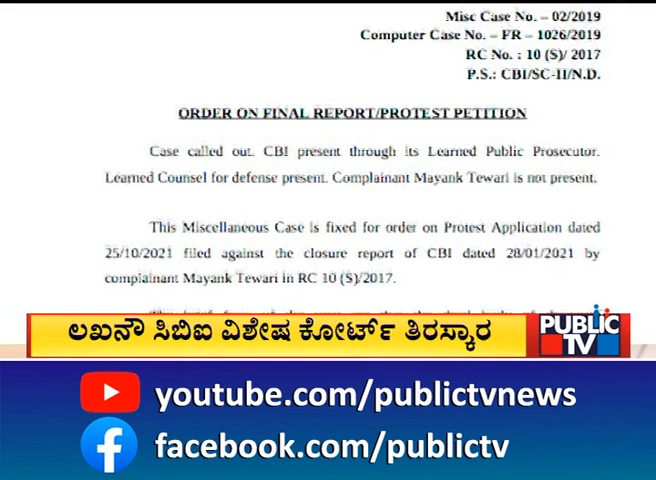 Misc Case No. – 02/2019
Computer Case No. – FR – 1026/2019
RC No. : 10 (S)/ 2017
P.S.: CBI/SC-II/N.D.
ORDER ON FINAL REPORT/PROTEST PETITION
Case called out. CBI present through its Learned Public Prosecutor.
Learned Counsel for defense present. Complainant Mayank Tewari is not present.
This Miscellaneous Case is fixed for order on Protest Application dated
25/10/2021 filed against the closure report of CBI dated 28/01/2021 by
complainant Mayank Tewari in RC 10 (S)/2017.
ಲಖನೌ ಸಿಬಿಐ ವಿಶೇಷ ಕೋರ್ಟ್ ತಿರಸ್ಕಾರ
PUBLIC
TV
youtube.com/publictvnews
facebook.com/publictv